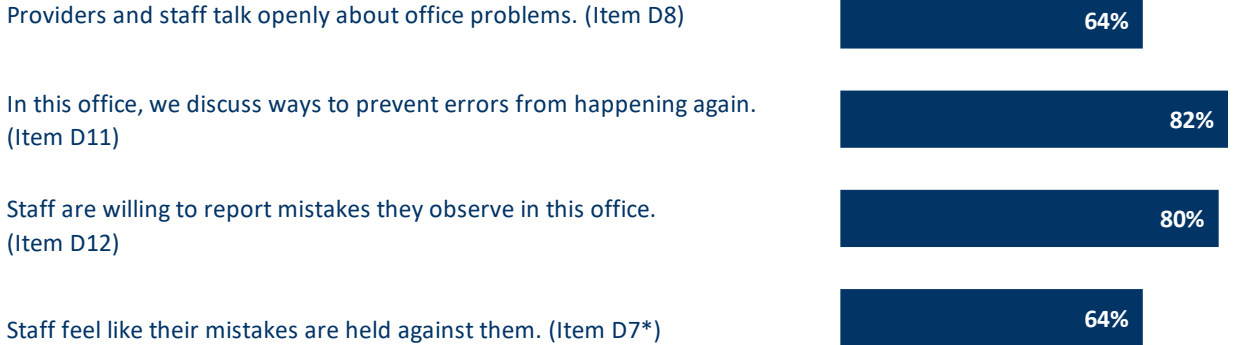 Providers and staff talk openly about office problems. (Item D8)
64%
In this office, we discuss ways to prevent errors from happening again.
(Item D11)
82%
Staff are willing to report mistakes they observe in this office.
(Item D12)
80%
Staff feel like their mistakes are held against them. (Item D7*)
64%